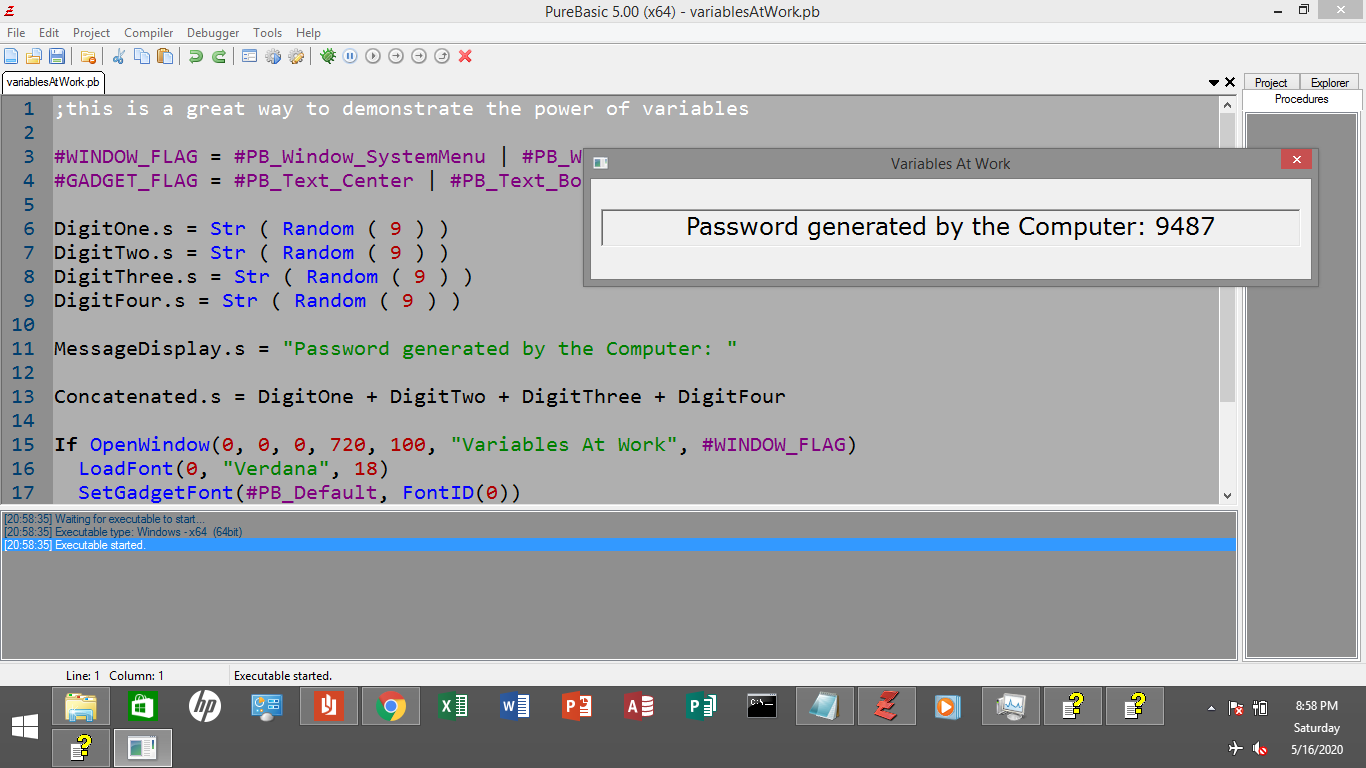 PureBasic 5.00 (x64) - variablesAtWork.pb
File Edit Project Compiler Debugger Tools Help
variablesAtWork.pb
Project Explorer
Procedures
1 ;this is a great way to demonstrate the power of variables
2
3 #WINDOW_FLAG = #PB_Window_SystemMenu | #PB_W
4 #GADGET_FLAG = #PB_Text_Center | #PB_Text_Bo
5
6 DigitOne.s = Str ( Random ( 9 ) )
7 DigitTwo.s = Str ( Random ( 9 ) )
8 DigitThree.s = Str ( Random ( 9 ) )
9 DigitFour.s = Str ( Random ( 9 ) )
10
11 MessageDisplay.s = "Password generated by the Computer: "
12
13 Concatenated.s = DigitOne + DigitTwo + DigitThree + DigitFour
14
15 If OpenWindow(0, 0, 0, 720, 100, "Variables At Work", #WINDOW_FLAG)
16 LoadFont(0, "Verdana", 18)
17 SetGadgetFont(#PB_Default, FontID(0))
Variables At Work
Password generated by the Computer: 9487
[20:58:35] Waiting for executable to start...
[20:58:35] Executable type: Windows - x64 (64bit)
[20:58:35] Executable started.
Line: 1 Column: 1 Executable started.
hp
C:\_
8:58 PM
Saturday
5/16/2020